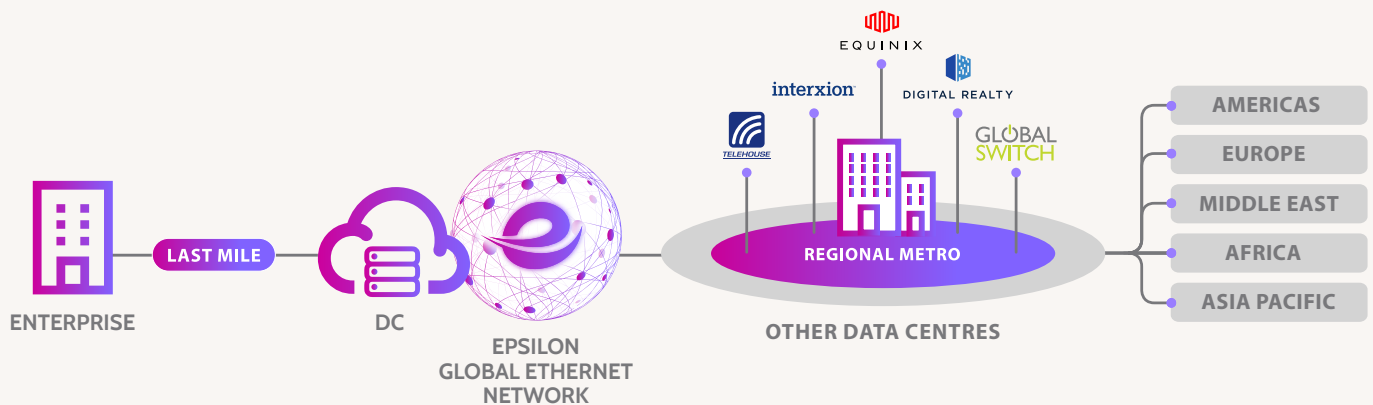 ENTERPRISE
LAST MILE
DC
EPSILON
GLOBAL ETHERNET
NETWORK
TELEHOUSE
interxion
EQUINIX
DIGITAL REALTY
GLOBAL
SWITCH
REGIONAL METRO
OTHER DATA CENTRES
AMERICAS
EUROPE
MIDDLE EAST
AFRICA
ASIA PACIFIC